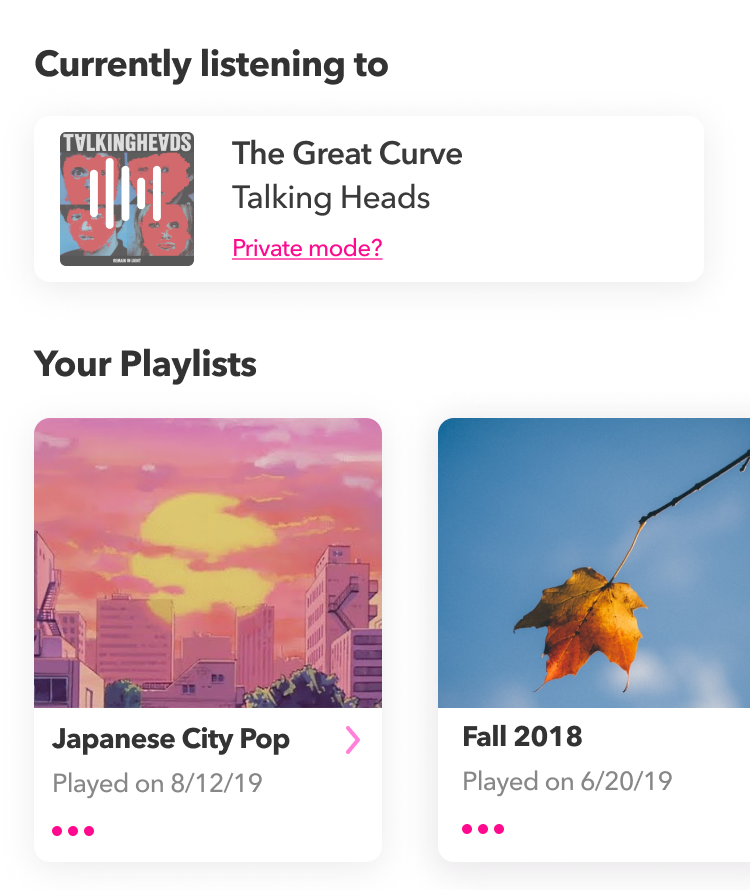 Currently listening to
TALKINGHEADS
REMAIN IN LIGHT
The Great Curve
Talking Heads
Private mode?
Your Playlists
Japanese City Pop
Played on 8/12/19
Fall 2018
Played on 6/20/19